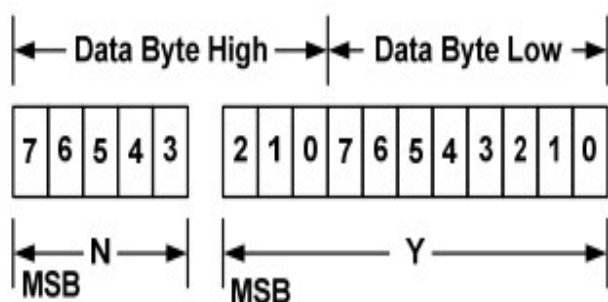 Data Byte High Data Byte Low
7 6 5 4 3 2 1 0 7 6 5 4 3 2 1 0
N Y
MSB MSB